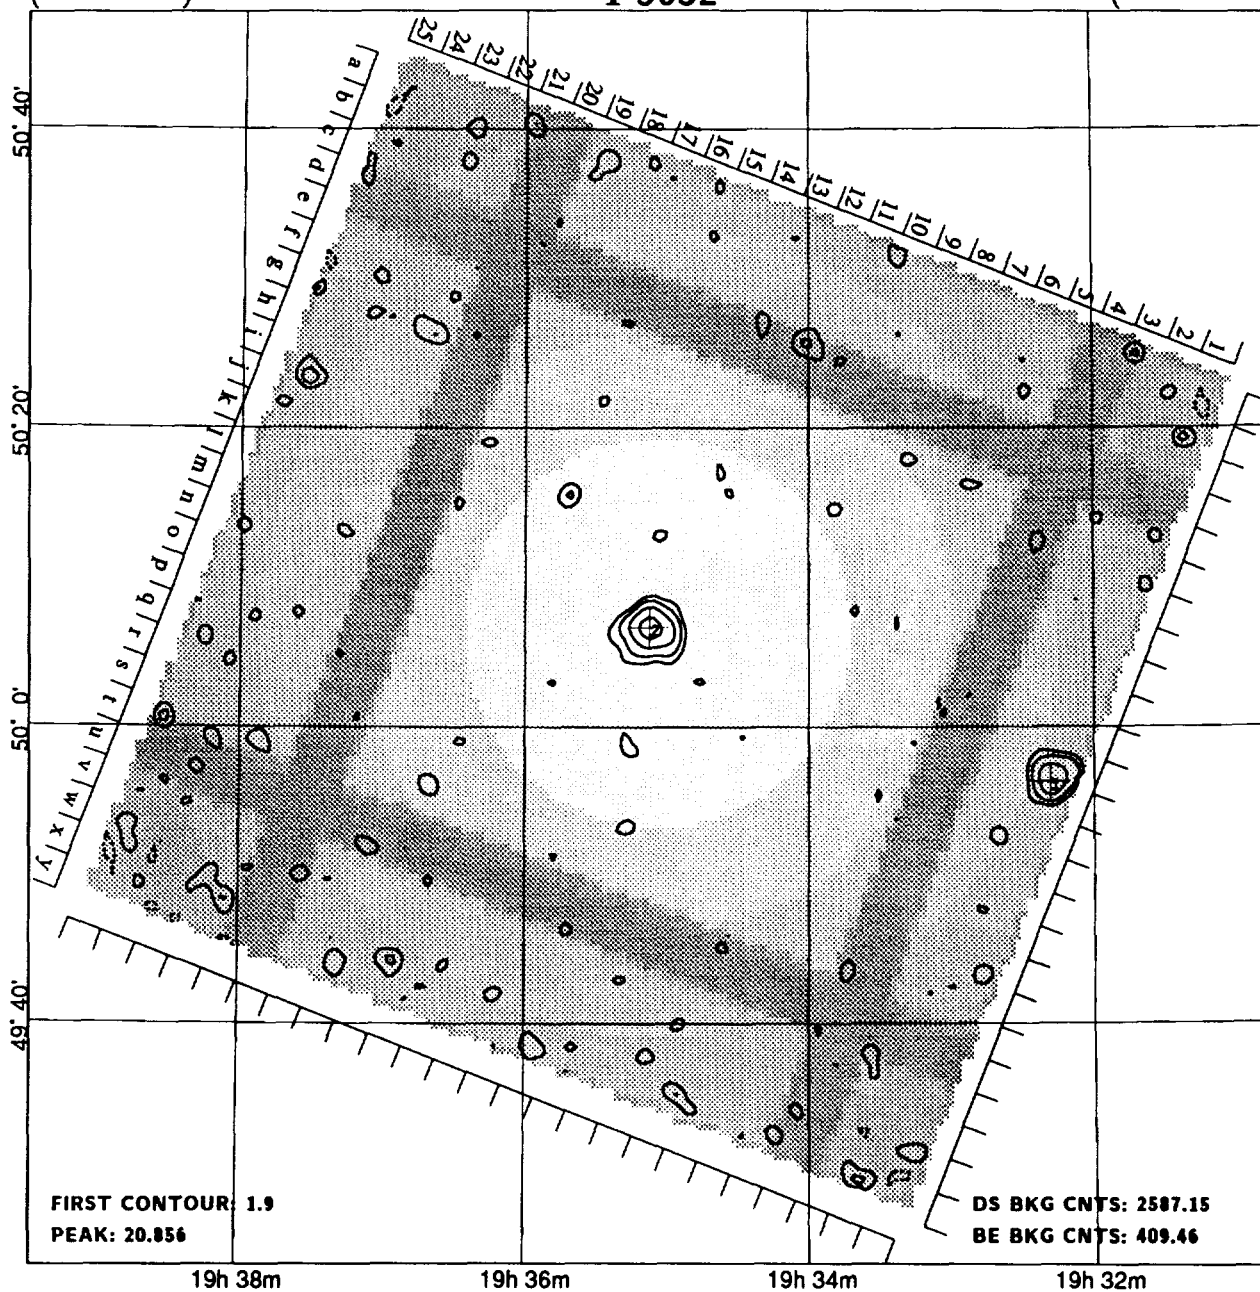 25 24 23 22 21 20 19 18 17 16 15 14 13 12 11 10 9 8 7 6 5 4 3 2 1
a b c d e f g h i j k l m n o p q r s t u v w x y
50° 40'
50° 20'
50° 0'
49° 40'
2
FIRST CONTOUR: 1.9
PEAK: 20.856
DS BKG CNTS: 2587.15
BE BKG CNTS: 409.46
19h 38m 19h 36m 19h 34m 19h 32m